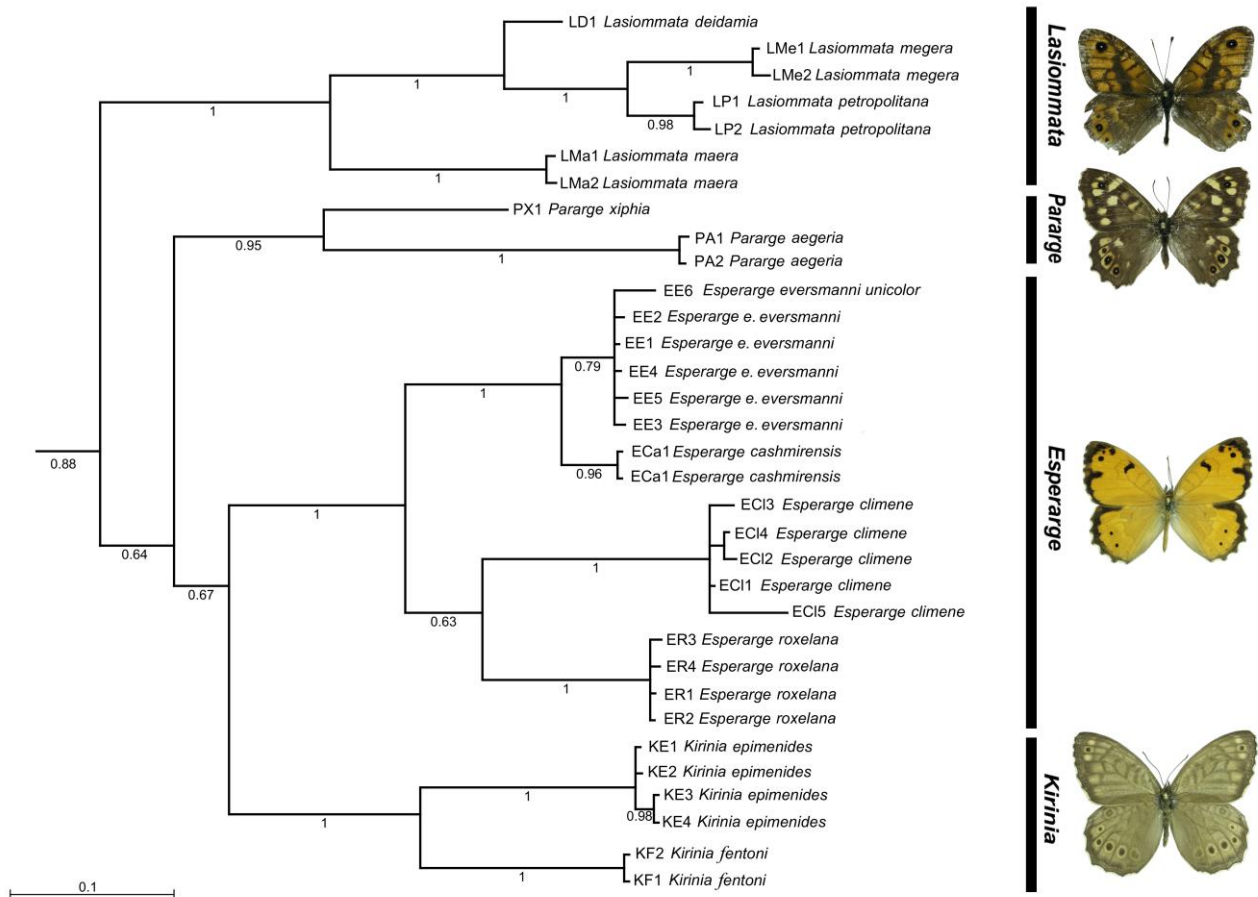 LD1 Lasiommata deidamia
LMe1 Lasiommata megera
1
LMe2 Lasiommata megera
1
1
1
LP1 Lasiommata petropolitana
0.98
LP2 Lasiommata petropolitana
LMa1 Lasiommata maera
1
LMa2 Lasiommata maera
Lasiommata
PX1 Pararge xiphia
0.95
PA1 Pararge aegeria
1
PA2 Pararge aegeria
Pararge
EE6 Esperarge eversmanni unicolor
EE2 Esperarge e. eversmanni
EE1 Esperarge e. eversmanni
0.79
EE4 Esperarge e. eversmanni
1
EE5 Esperarge e. eversmanni
EE3 Esperarge e. eversmanni
ECa1 Esperarge cashmirensis
0.96
ECa1 Esperarge cashmirensis
0.88
ECl3 Esperarge climene
1
ECl4 Esperarge climene
ECl2 Esperarge climene
0.64
1
ECl1 Esperarge climene
0.67
ECl5 Esperarge climene
0.63
ER3 Esperarge roxelana
ER4 Esperarge roxelana
1
ER1 Esperarge roxelana
ER2 Esperarge roxelana
Esperarge
KE1 Kirinia epimenides
KE2 Kirinia epimenides
1
KE3 Kirinia epimenides
0.98
KE4 Kirinia epimenides
1
KF2 Kirinia fentoni
1
KF1 Kirinia fentoni
Kirinia
0.1